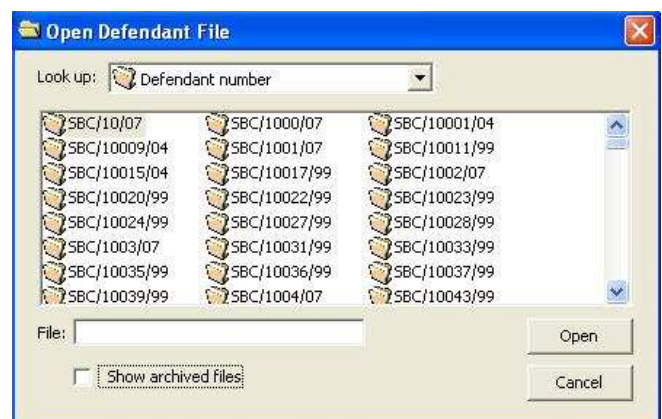 Open Defendant File
Look up: Defendant number
SBC/10/07 SBC/1000/07 SBC/10001/04
SBC/10009/04 SBC/1001/07 SBC/10011/99
SBC/10015/04 SBC/10017/99 SBC/1002/07
SBC/10020/99 SBC/10022/99 SBC/10023/99
SBC/10024/99 SBC/10027/99 SBC/10028/99
SBC/1003/07 SBC/10031/99 SBC/10033/99
SBC/10035/99 SBC/10036/99 SBC/10037/99
SBC/10039/99 SBC/1004/07 SBC/10043/99
File: Open
Show archived files Cancel